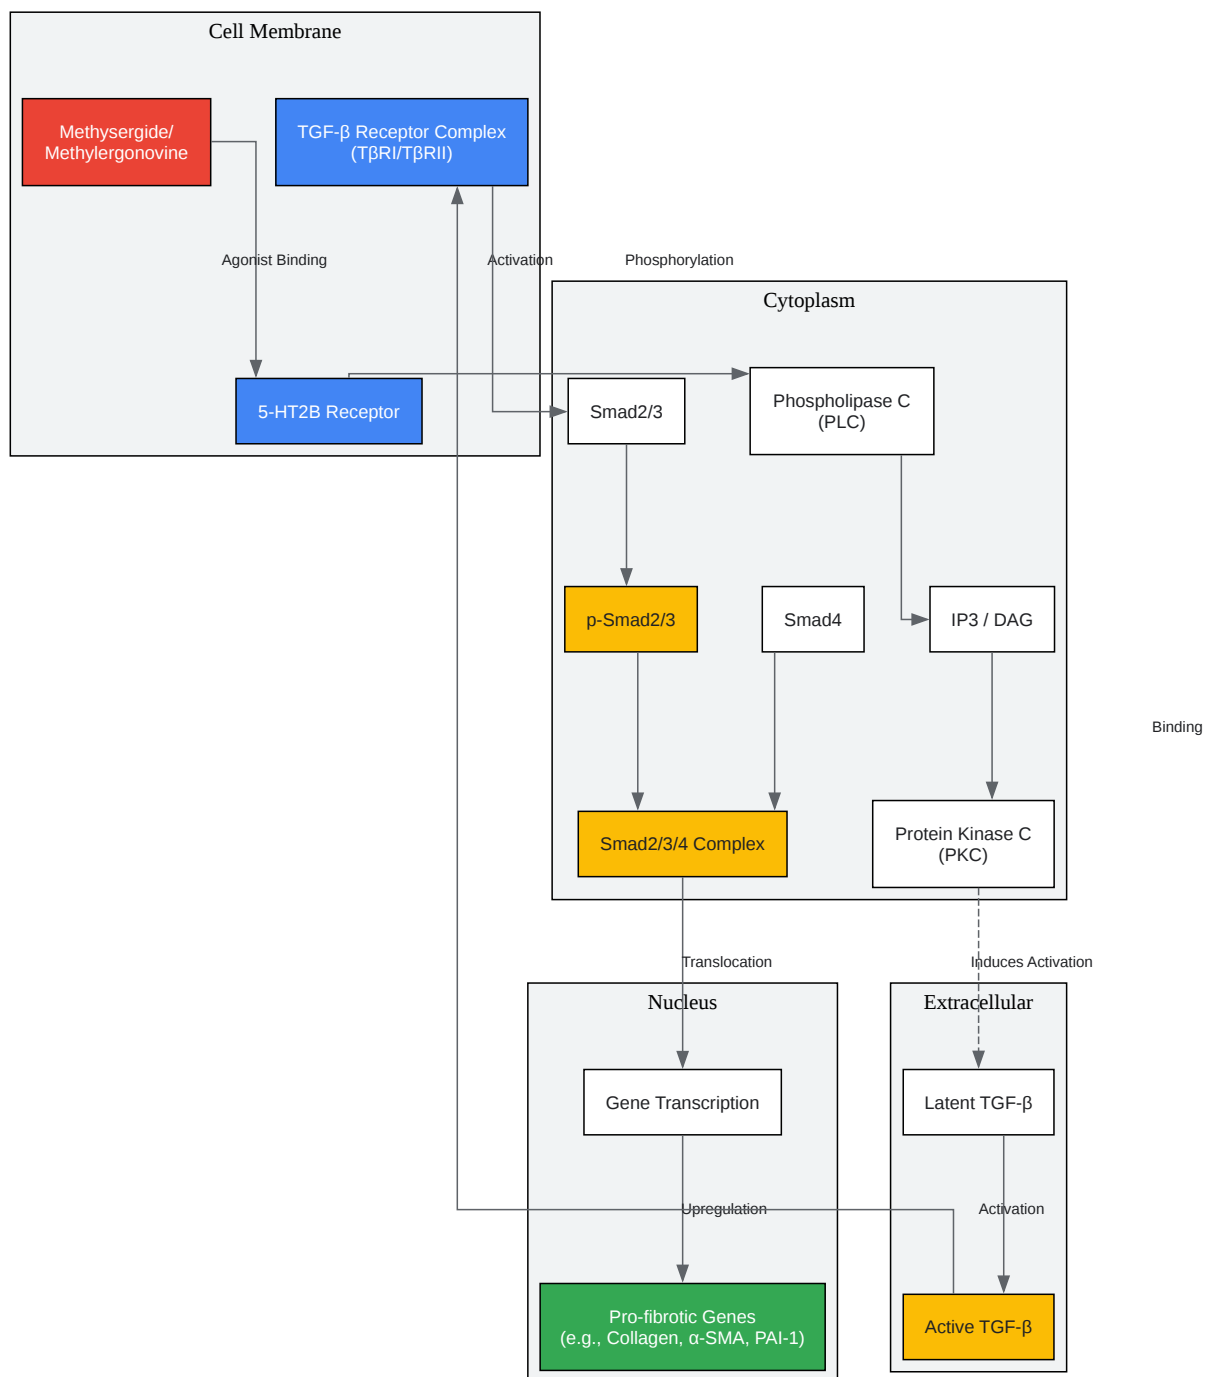 Cell Membrane
Methysergide/
Methylergonovine
TGF-β Receptor Complex
(TβRI/TβRII)
Agonist Binding
Activation
Phosphorylation
Cytoplasm
5-HT2B Receptor
Smad2/3
Phospholipase C
(PLC)
p-Smad2/3
Smad4
IP3 / DAG
Binding
Smad2/3/4 Complex
Protein Kinase C
(PKC)
Translocation
Induces Activation
Nucleus
Extracellular
Gene Transcription
Latent TGF-β
Upregulation
Activation
Pro-fibrotic Genes
(e.g., Collagen, α-SMA, PAI-1)
Active TGF-β